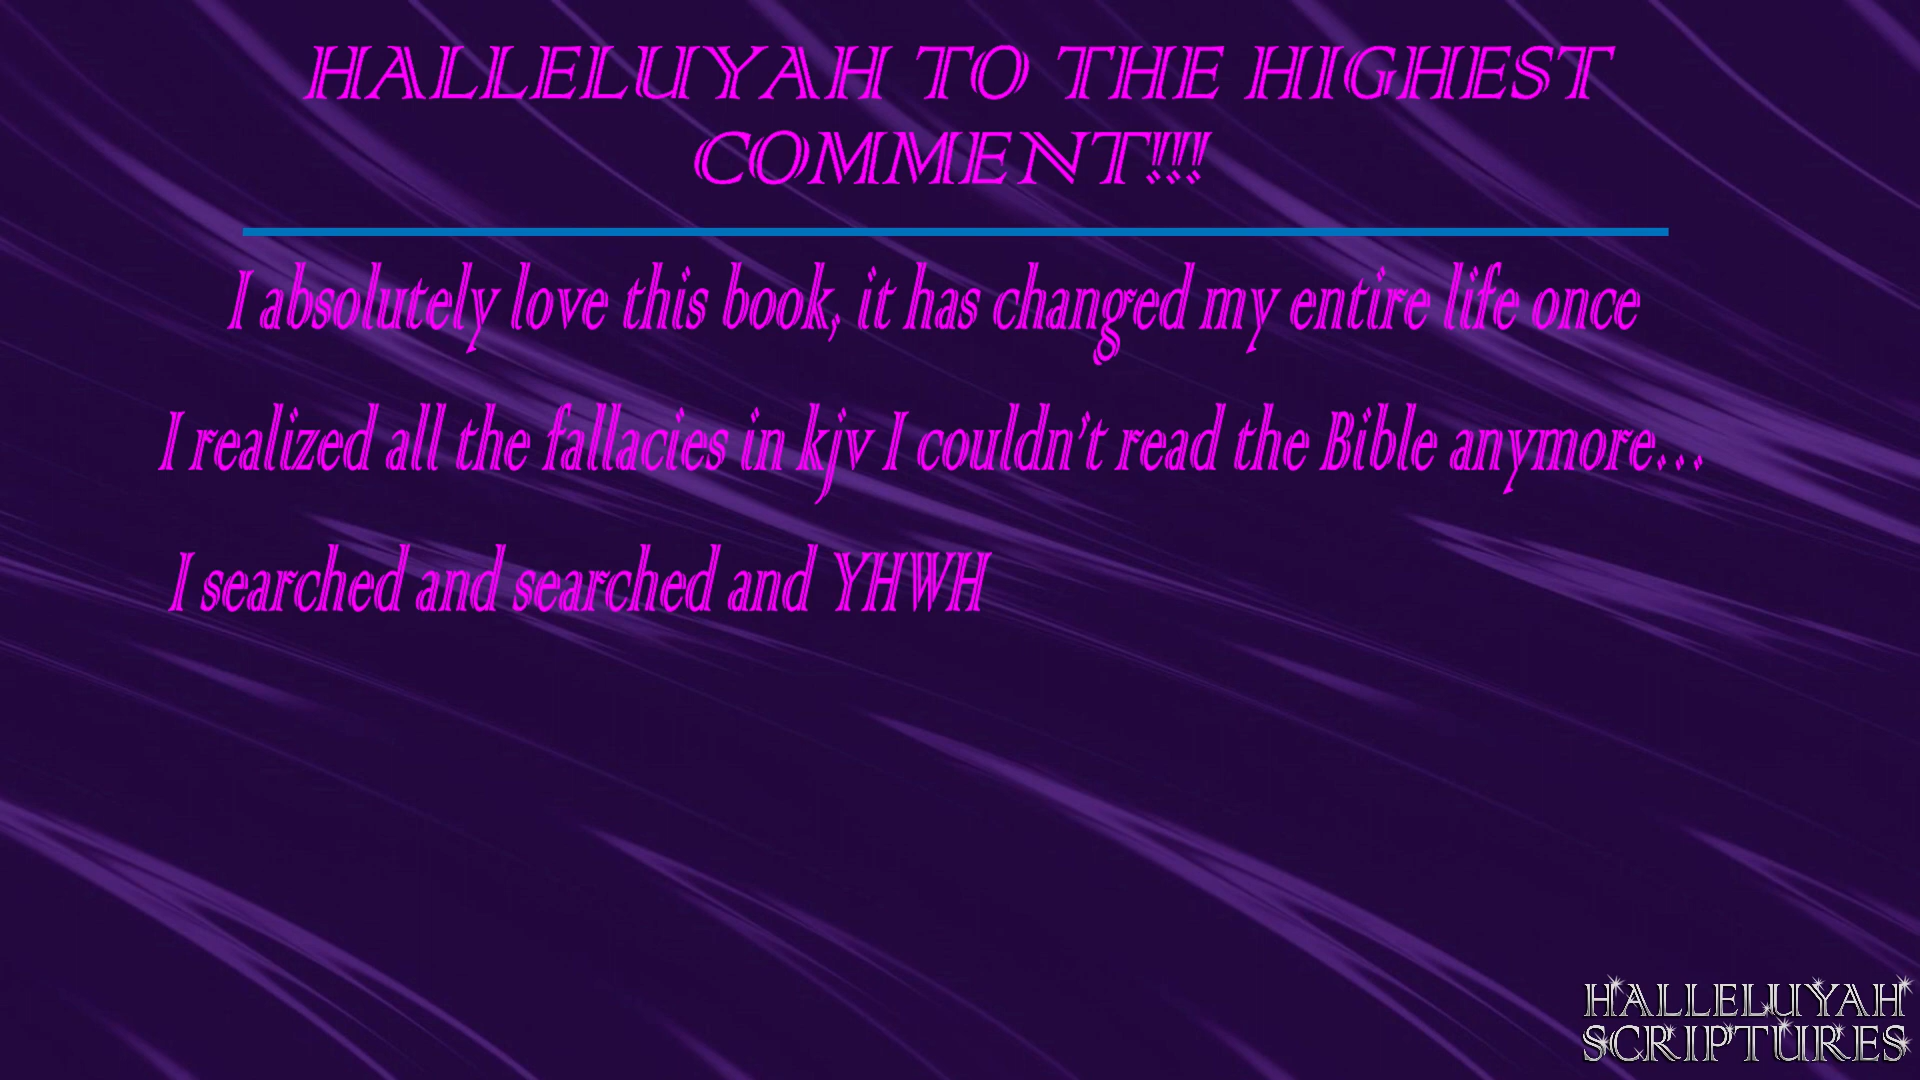 HALLELUYAH TO THE HIGHEST
COMMENT!!!
I absolutely love this book, it has changed my entire life once
I realized all the fallacies in kjv I couldn't read the Bible anymore...
I searched and searched and YHWH
HALLELUYAH
SCRIPTURES